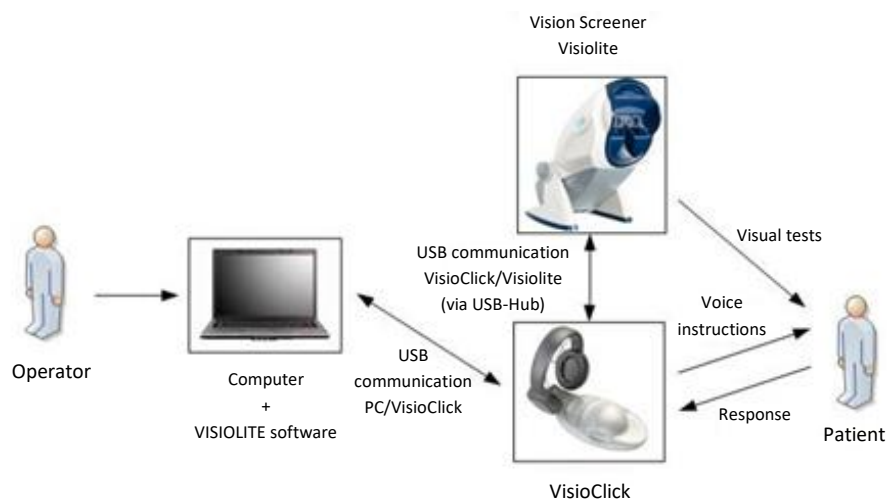 Vision Screener
Visiolite
USB communication
VisioClick/Visiolite
(via USB-Hub)
Visual tests
Voice
instructions
Operator
Computer
+
VISIOLITE software
USB
communication
PC/VisioClick
Response
Patient
VisioClick